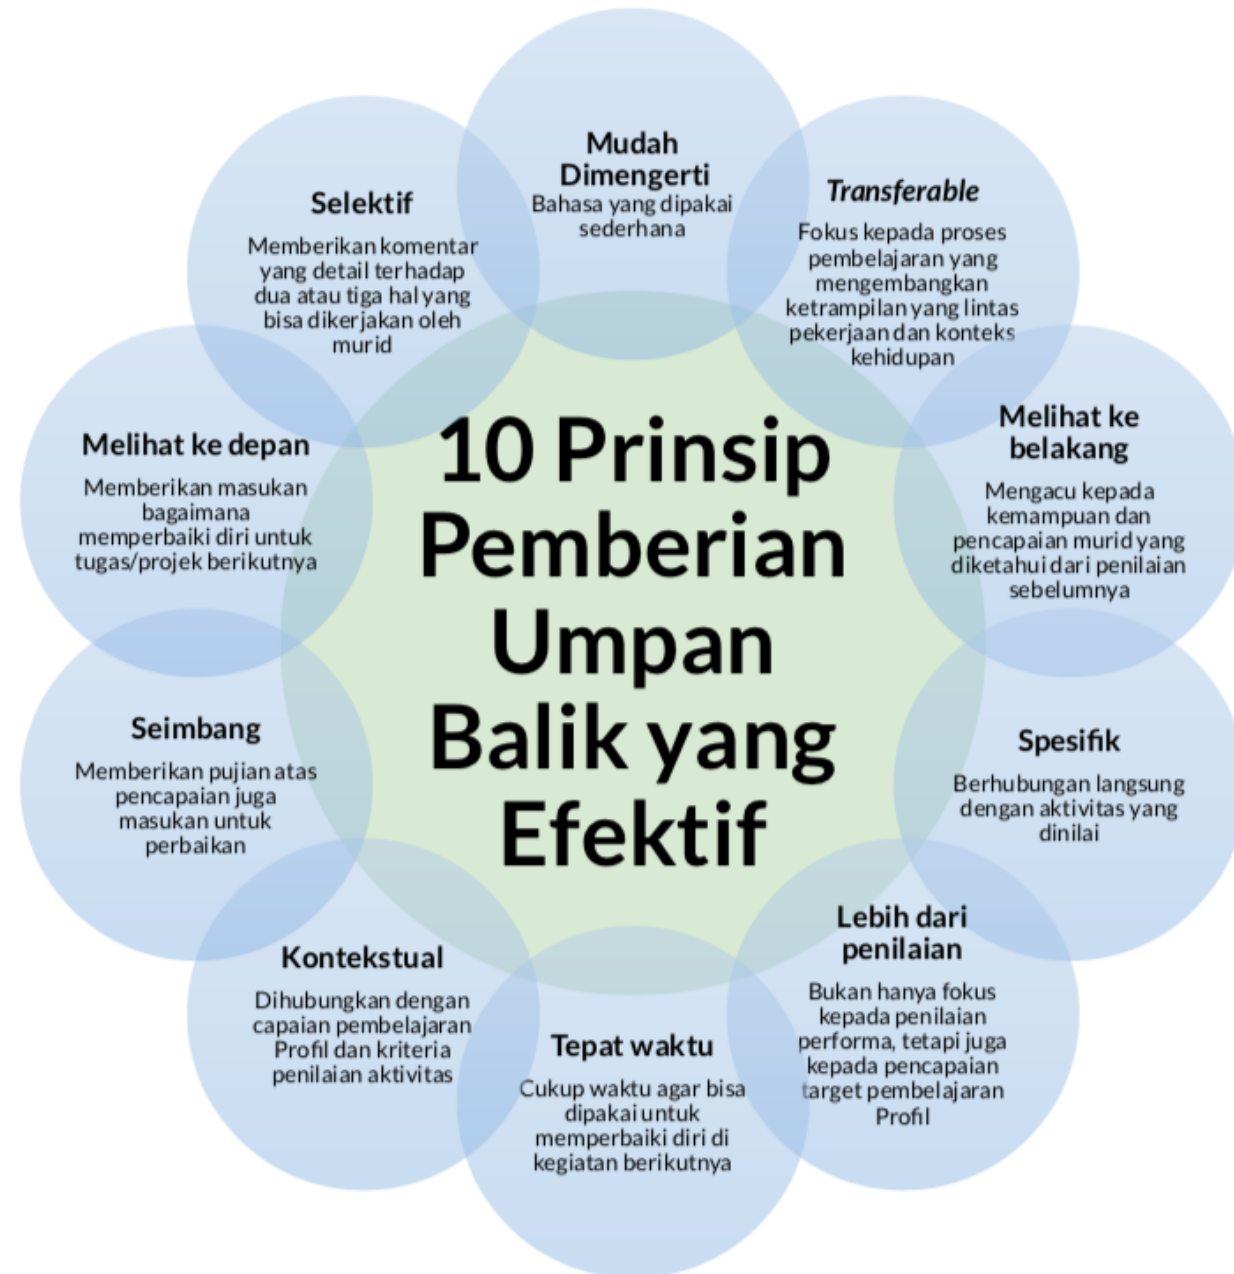 10 Prinsip
Pemberian
Umpan
Balik yang
Efektif
Mudah
Dimengerti
Bahasa yang dipakai
sederhana
Transferable
Fokus kepada proses
pembelajaran yang
mengembangkan
ketrampilan yang lintas
pekerjaan dan konteks
kehidupan
Melihat ke
belakang
Mengacu kepada
kemampuan dan
pencapaian murid yang
diketahui dari penilaian
sebelumnya
Spesifik
Berhubungan langsung
dengan aktivitas yang
dinilai
Lebih dari
penilaian
Bukan hanya fokus
kepada penilaian
performa, tetapi juga
kepada pencapaian
target pembelajaran
Profil
Tepat waktu
Cukup waktu agar bisa
dipakai untuk
memperbaiki diri di
kegiatan berikutnya
Kontekstual
Dihubungkan dengan
capaian pembelajaran
Profil dan kriteria
penilaian aktivitas
Seimbang
Memberikan pujian atas
pencapaian juga
masukan untuk
perbaikan
Melihat ke depan
Memberikan masukan
bagaimana
memperbaiki diri untuk
tugas/projek berikutnya
Selektif
Memberikan komentar
yang detail terhadap
dua atau tiga hal yang
bisa dikerjakan oleh
murid